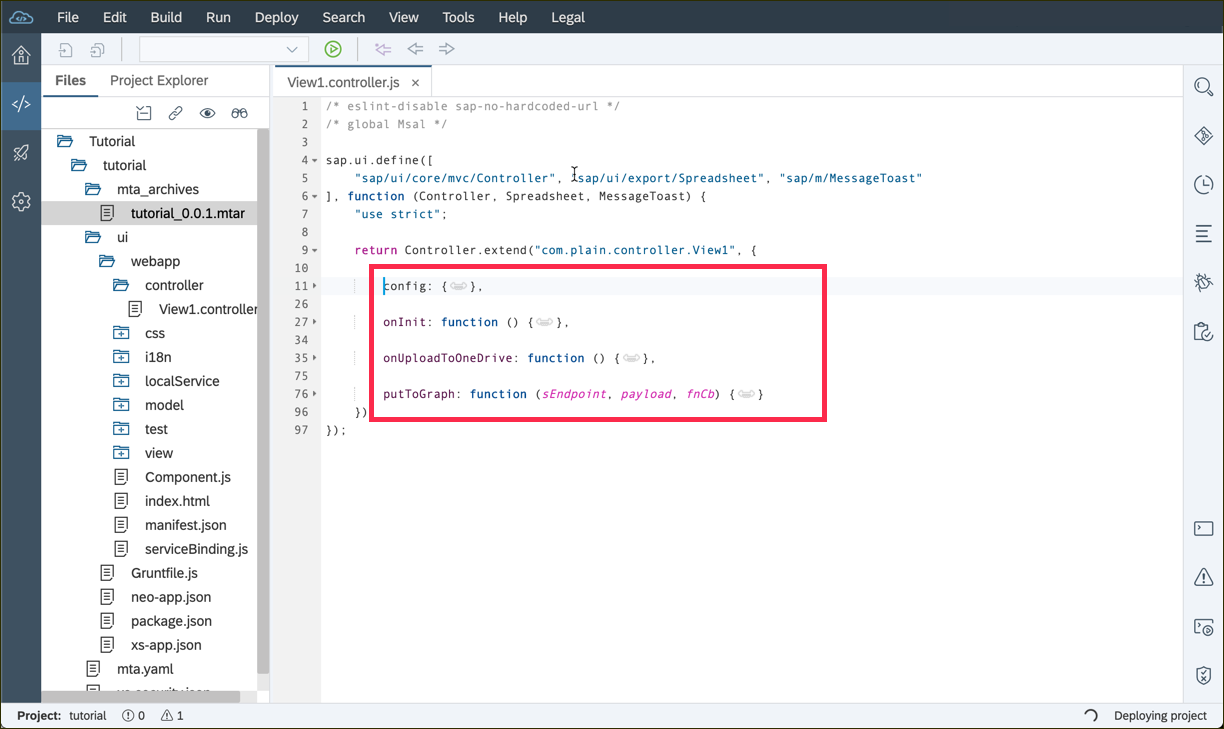 File Edit Build Run Deploy Search View Tools Help Legal
Files Project Explorer
Tutorial
tutorial
mta_archives
tutorial_0.0.1.mtar
ui
webapp
controller
View1.controller
css
i18n
localService
model
test
view
Component.js
index.html
manifest.json
serviceBinding.js
Gruntfile.js
neo-app.json
package.json
xs-app.json
mta.yaml
View1.controller.js ×
1 /* eslint-disable sap-no-hardcoded-url */
2 /* global Msal */
3
4 sap.ui.define([
5 "sap/ui/core/mvc/Controller", "sap/ui/export/Spreadsheet", "sap/m/MessageToast"
6 ], function (Controller, Spreadsheet, MessageToast) {
7 "use strict";
8
9 return Controller.extend("com.plain.controller.View1", {
10
11 config: { },
26
27 onInit: function () { },
34
35 onUploadToOneDrive: function () { },
75
76 putToGraph: function (sEndpoint, payload, fnCb) { }
96 })
97 });
Project: tutorial 0 1 Deploying project